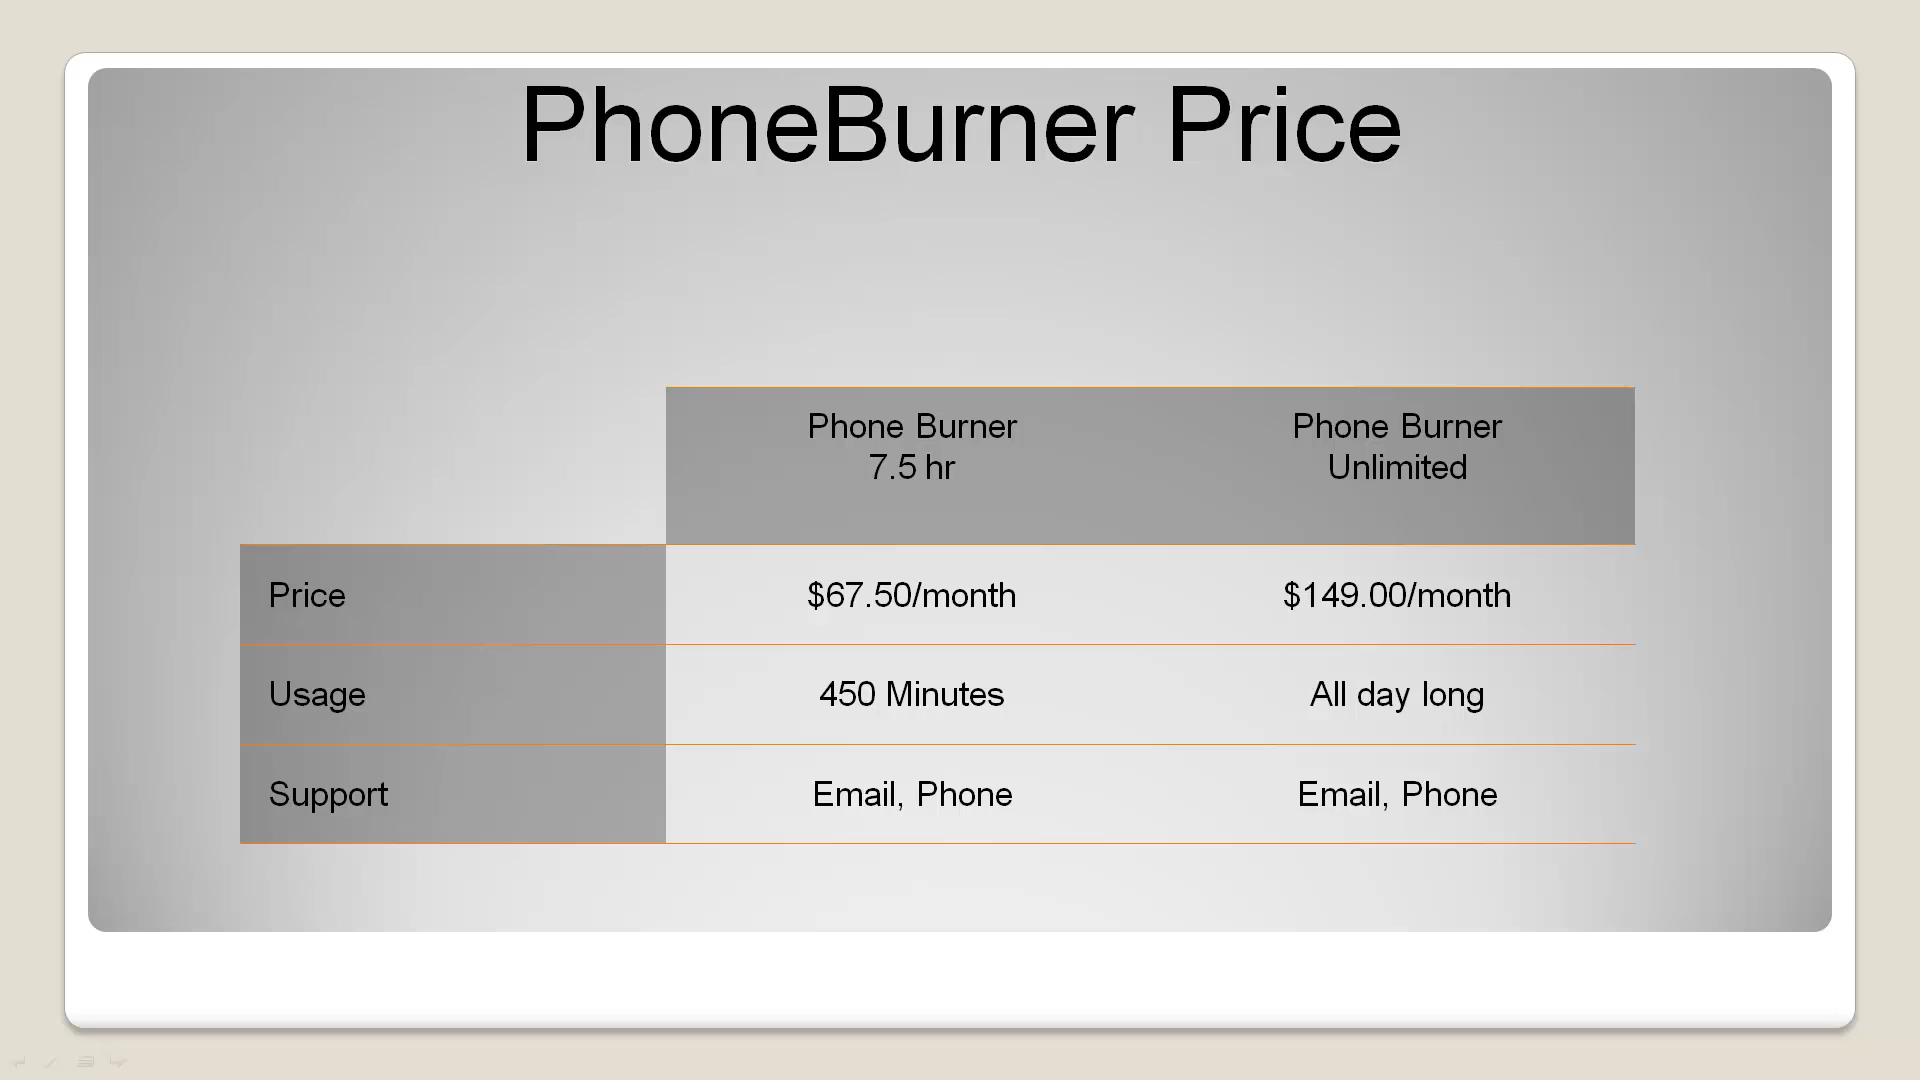 PhoneBurner Price
Phone Burner
7.5 hr
Phone Burner
Unlimited
Price
$67.50/month
$149.00/month
Usage
450 Minutes
All day long
Support
Email, Phone
Email, Phone